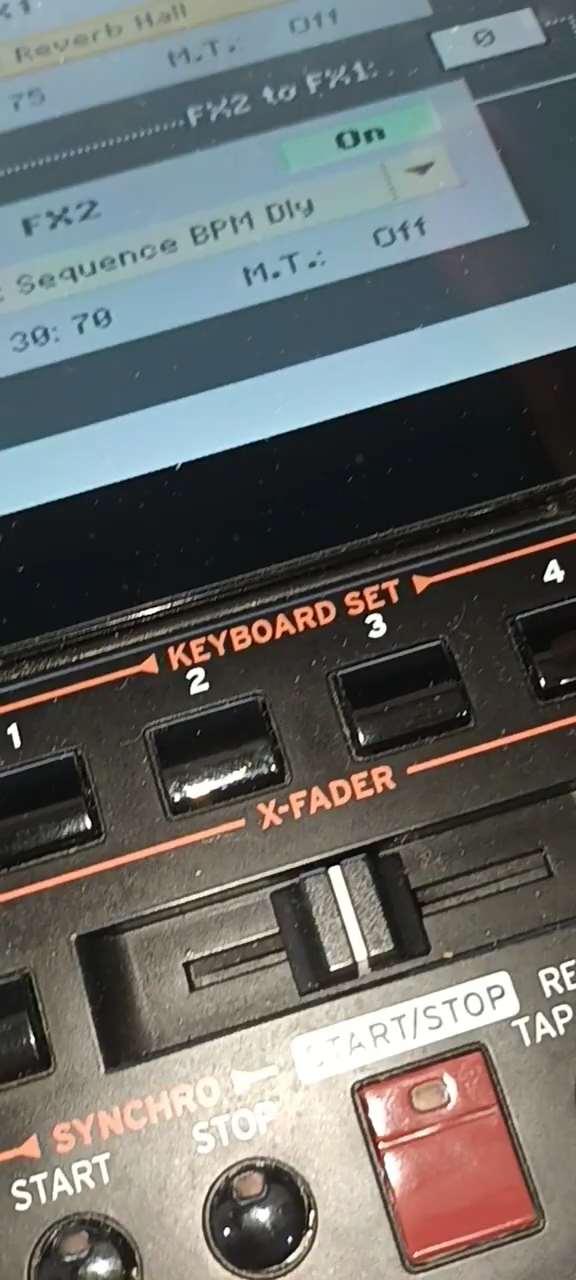 Reverb Hall
75 M.T.: Off
FX2 to FX1: 0
On
FX2
: Sequence BPM Dly
30: 70 M.T.: Off
KEYBOARD SET
1 2 3 4
X-FADER
START/STOP
TAP
SYNCHRO
START STOP